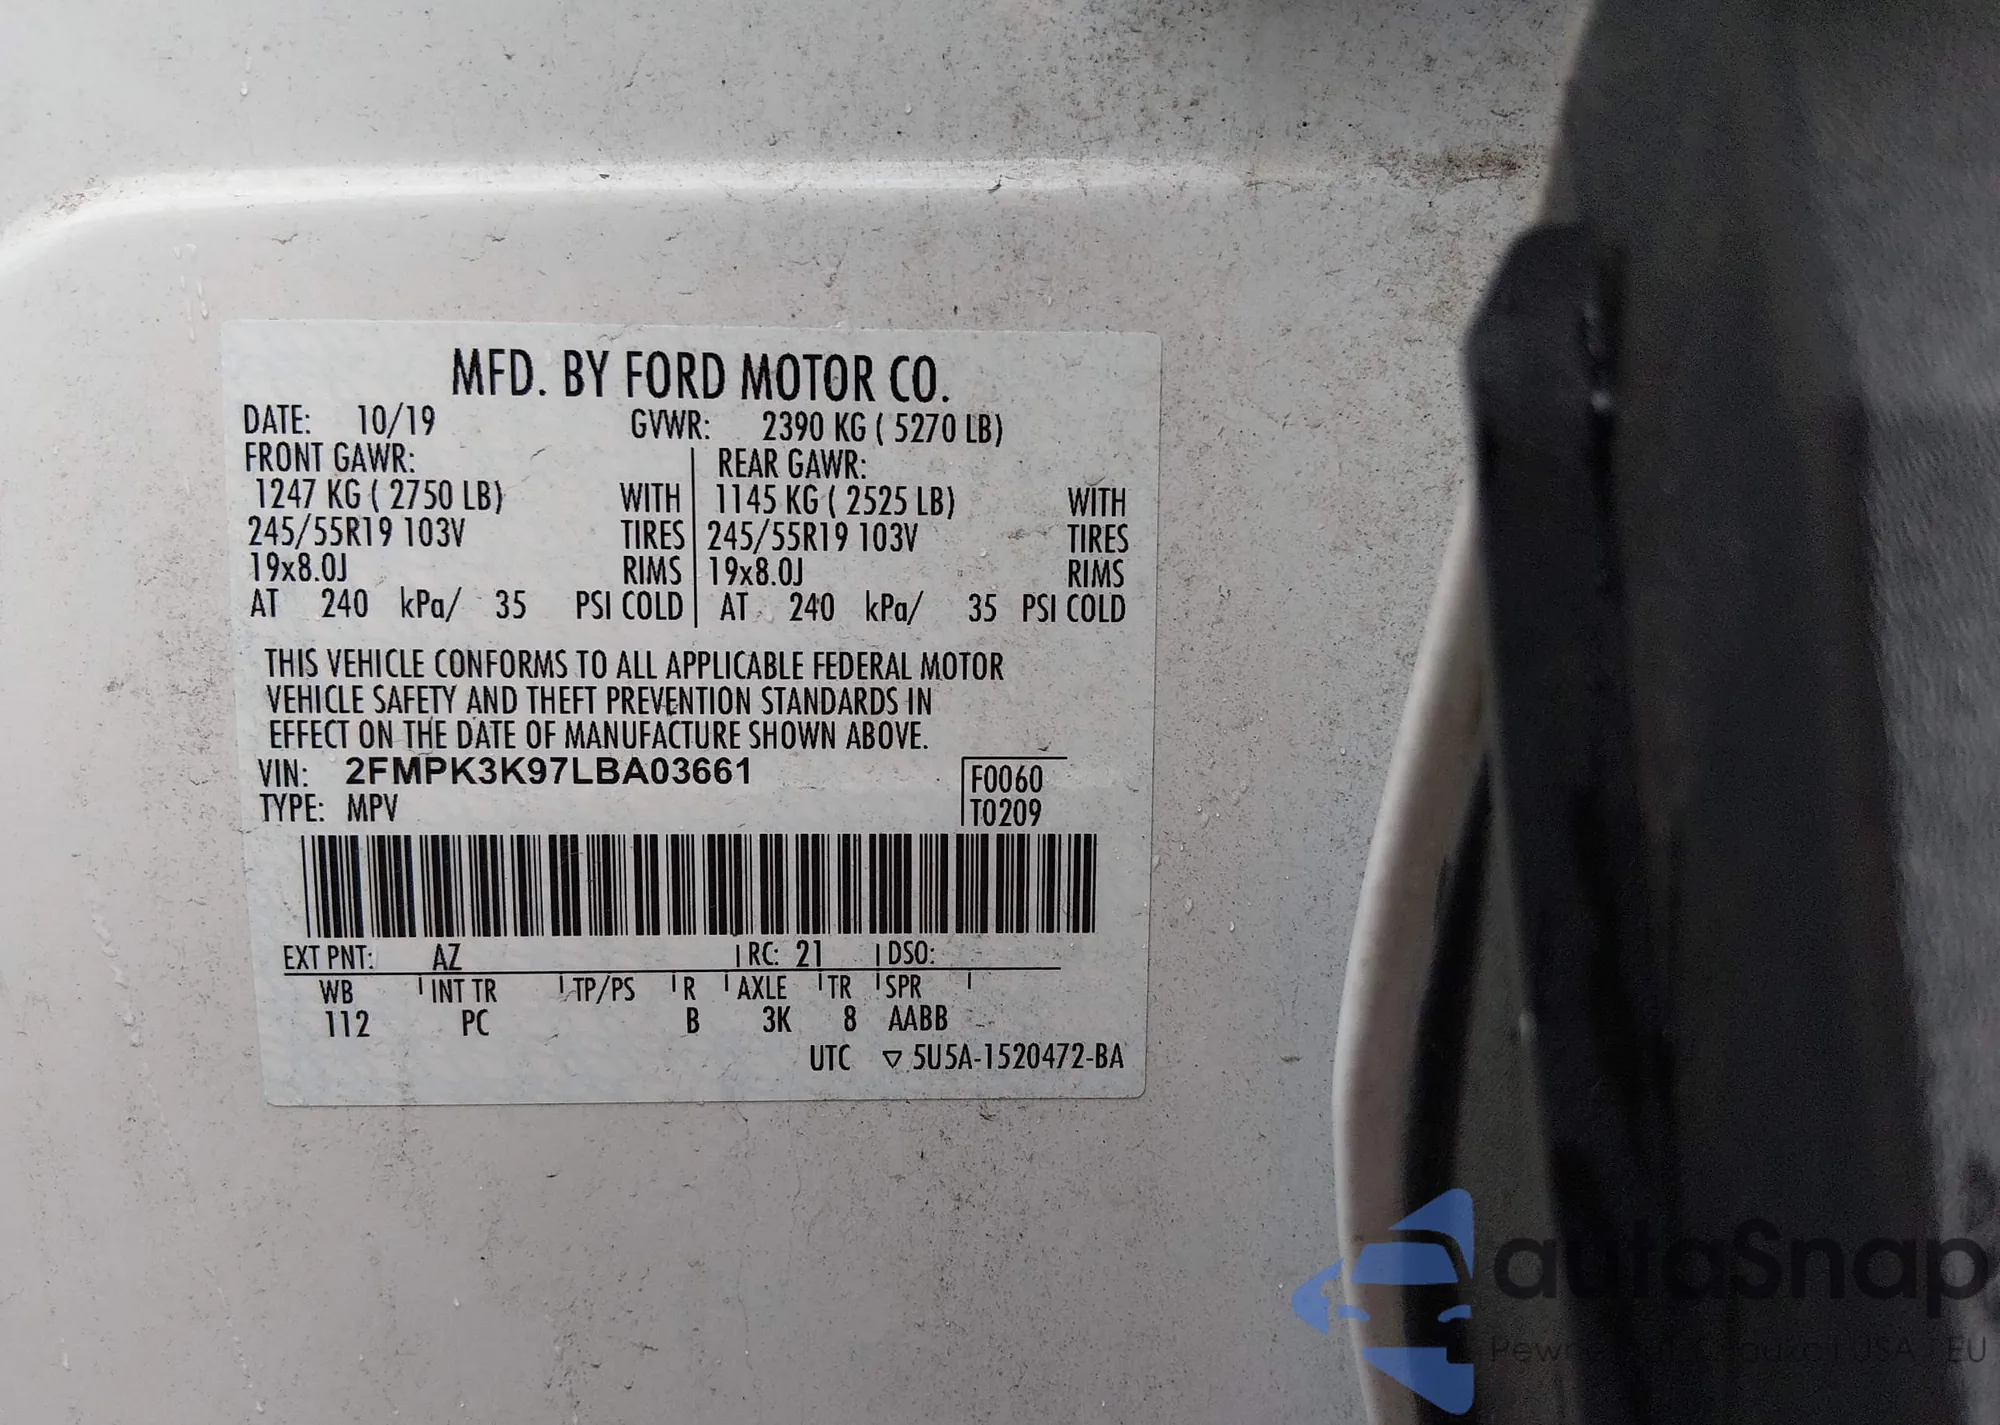 MFD. BY FORD MOTOR CO.
DATE: 10/19 GVWR: 2390 KG ( 5270 LB)
FRONT GAWR: REAR GAWR:
1247 KG ( 2750 LB) WITH 1145 KG ( 2525 LB) WITH
245/55R19 103V TIRES 245/55R19 103V TIRES
19x8.0J RIMS 19x8.0J RIMS
AT 240 kPa/ 35 PSI COLD AT 240 kPa/ 35 PSI COLD
THIS VEHICLE CONFORMS TO ALL APPLICABLE FEDERAL MOTOR
VEHICLE SAFETY AND THEFT PREVENTION STANDARDS IN
EFFECT ON THE DATE OF MANUFACTURE SHOWN ABOVE.
VIN: 2FMPK3K97LBA03661 F0060
TYPE: MPV T0209
EXT PNT: AZ RC: 21 DSO:
WB INT TR TP/PS R AXLE TR SPR
112 PC B 3K 8 AABB
UTC ▽ 5U5A-1520472-BA
autaSnap
USA EU